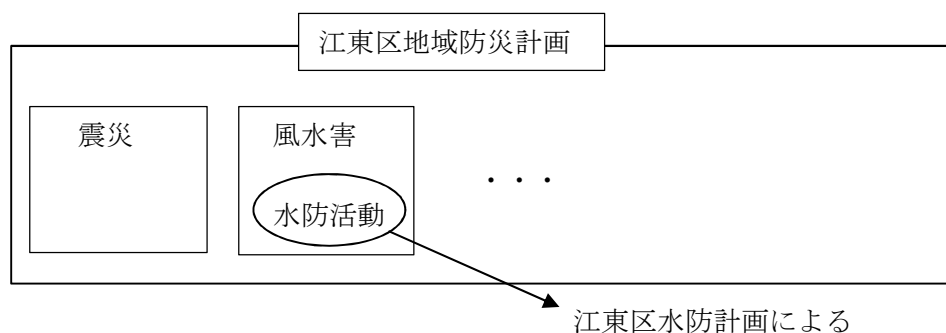 江東区地域防災計画
震災
風水害
・・・
水防活動
江東区水防計画による